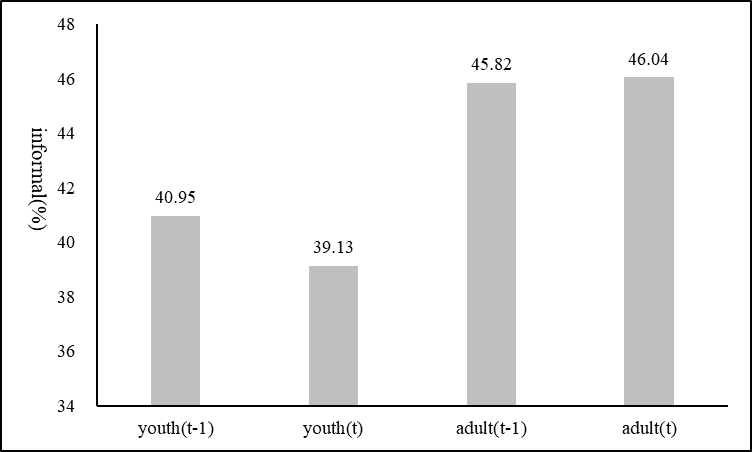 48
46
44
42
40
38
36
34
informal(%)
40.95
39.13
45.82
46.04
youth(t-1)
youth(t)
adult(t-1)
adult(t)